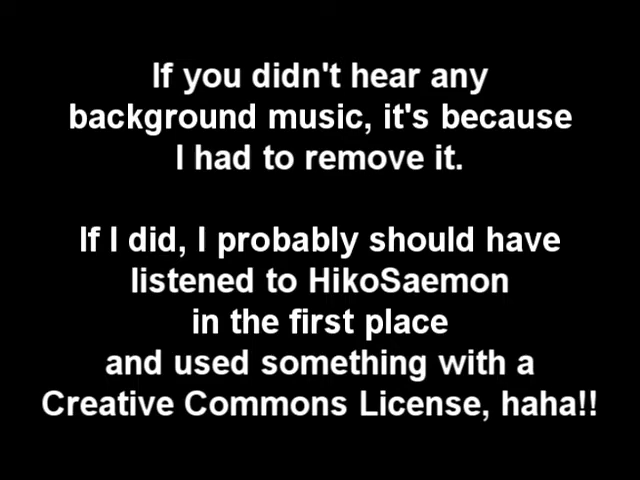 If you didn't hear any
background music, it's because
I had to remove it.
If I did, I probably should have
listened to HikoSaemon
in the first place
and used something with a
Creative Commons License, haha!!